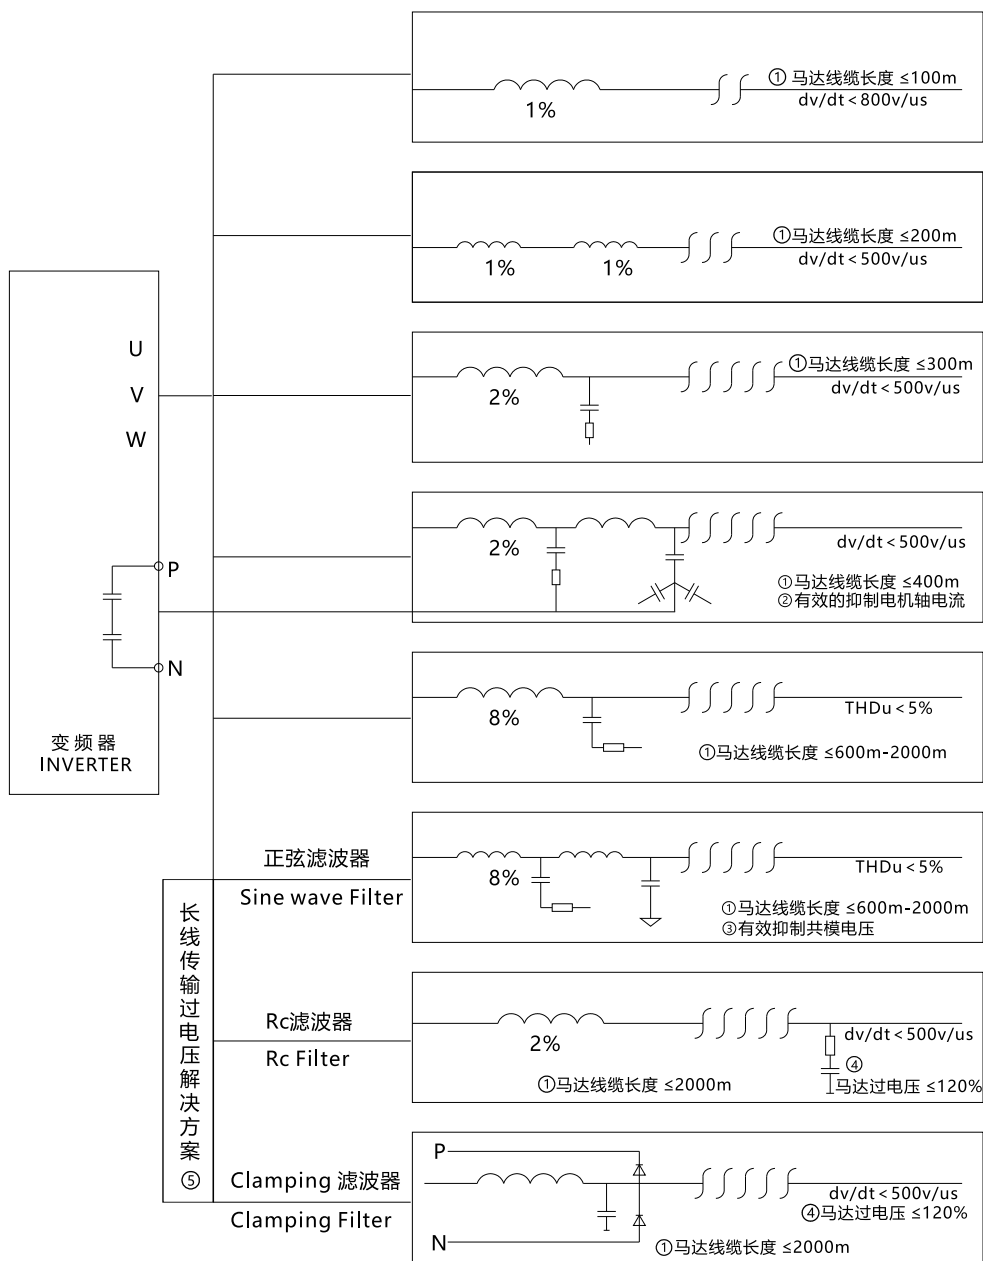 ① 马达线缆长度 ≤100m
dv/dt<800v/us
1%
①马达线缆长度 ≤200m
dv/dt<500v/us
1%
1%
U
V
W
①马达线缆长度 ≤300m
dv/dt<500v/us
2%
2%
dv/dt<500v/us
①马达线缆长度 ≤400m
②有效的抑制电机轴电流
P
N
变频器
INVERTER
8%
THDu<5%
①马达线缆长度 ≤600m-2000m
正弦滤波器
Sine wave Filter
8%
THDu<5%
①马达线缆长度 ≤600m-2000m
③有效抑制共模电压
长线传输过电压解决方案⑤
Rc滤波器
Rc Filter
2%
dv/dt<500v/us
④
①马达线缆长度 ≤2000m
马达过电压 ≤120%
Clamping 滤波器
Clamping Filter
P
N
dv/dt<500v/us
④马达过电压 ≤120%
①马达线缆长度 ≤2000m